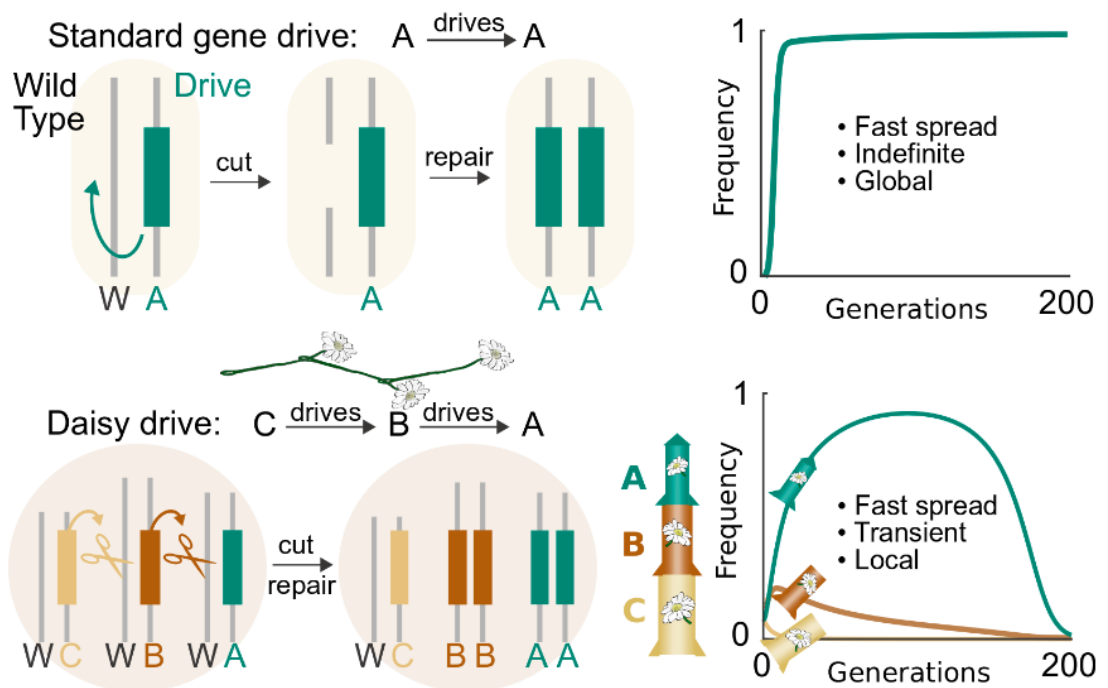 Standard gene drive: A drives A
Wild Drive
Type
cut
repair
W A
A
A A
1
Frequency
• Fast spread
• Indefinite
• Global
0
0 Generations 200
Daisy drive: C drives B drives A
cut
repair
W C W B W A
W C B B A A
A
B
C
1
Frequency
• Fast spread
• Transient
• Local
0
0 Generations 200